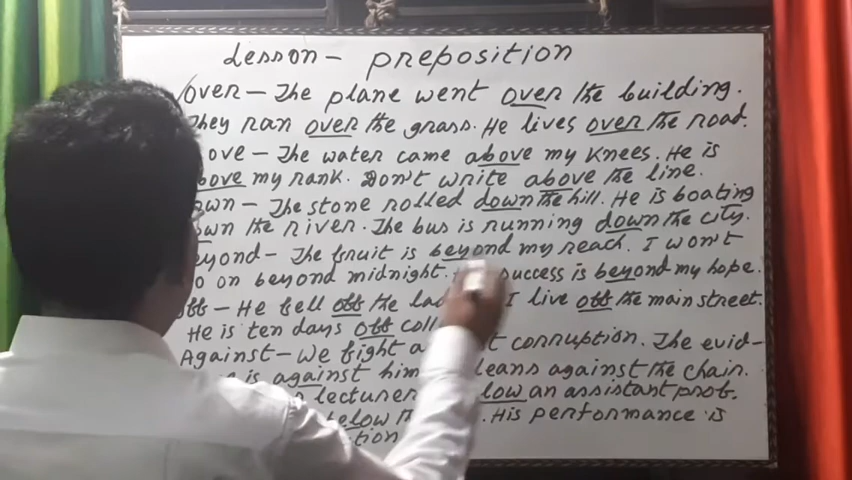 Lesson - preposition
over - The plane went over the building.
They ran over the grass. He lives over the road.
ove - The water came above my knees. He is
bove my rank. Don't write above the line.
wn - The stone rolled down the hill. He is boating
own the river. The bus is running down the city.
eyond - The fruit is beyond my reach. I won't
o on beyond midnight. success is beyond my hope.
off - He fell off the lad I live off the main street.
He is ten days off coll
Against - We fight a t corruption. The evid-
is against him leans against the chair.
lecturer low an assistant prof.
below th His performance is
tion